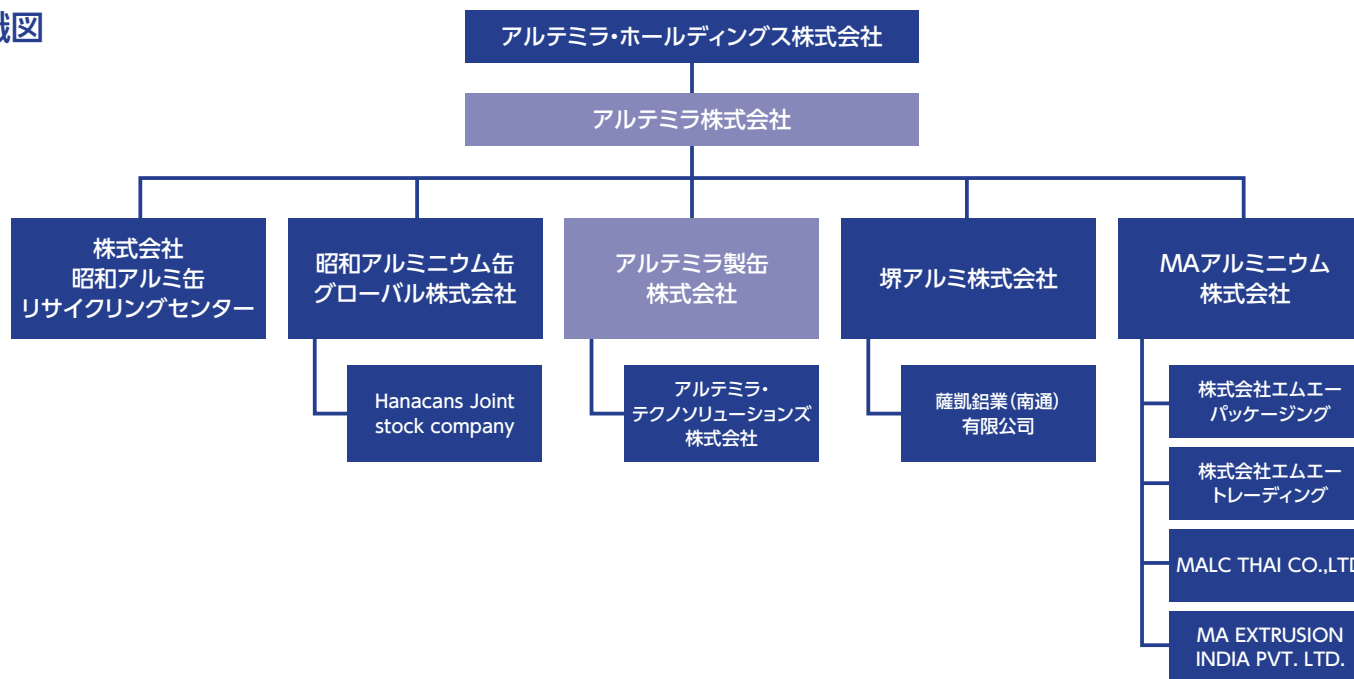 織図
アルテミラ・ホールディングス株式会社
アルテミラ株式会社
株式会社
昭和アルミ缶
リサイクリングセンター
昭和アルミニウム缶
グローバル株式会社
アルテミラ製缶
株式会社
堺アルミ株式会社
MAアルミニウム
株式会社
Hanacans Joint
stock company
アルテミラ・
テクノソリューションズ
株式会社
薩凱鋁業(南通)
有限公司
株式会社エムエー
パッケージング
株式会社エムエー
トレーディング
MALC THAI CO.,LTD
MA EXTRUSION
INDIA PVT. LTD.